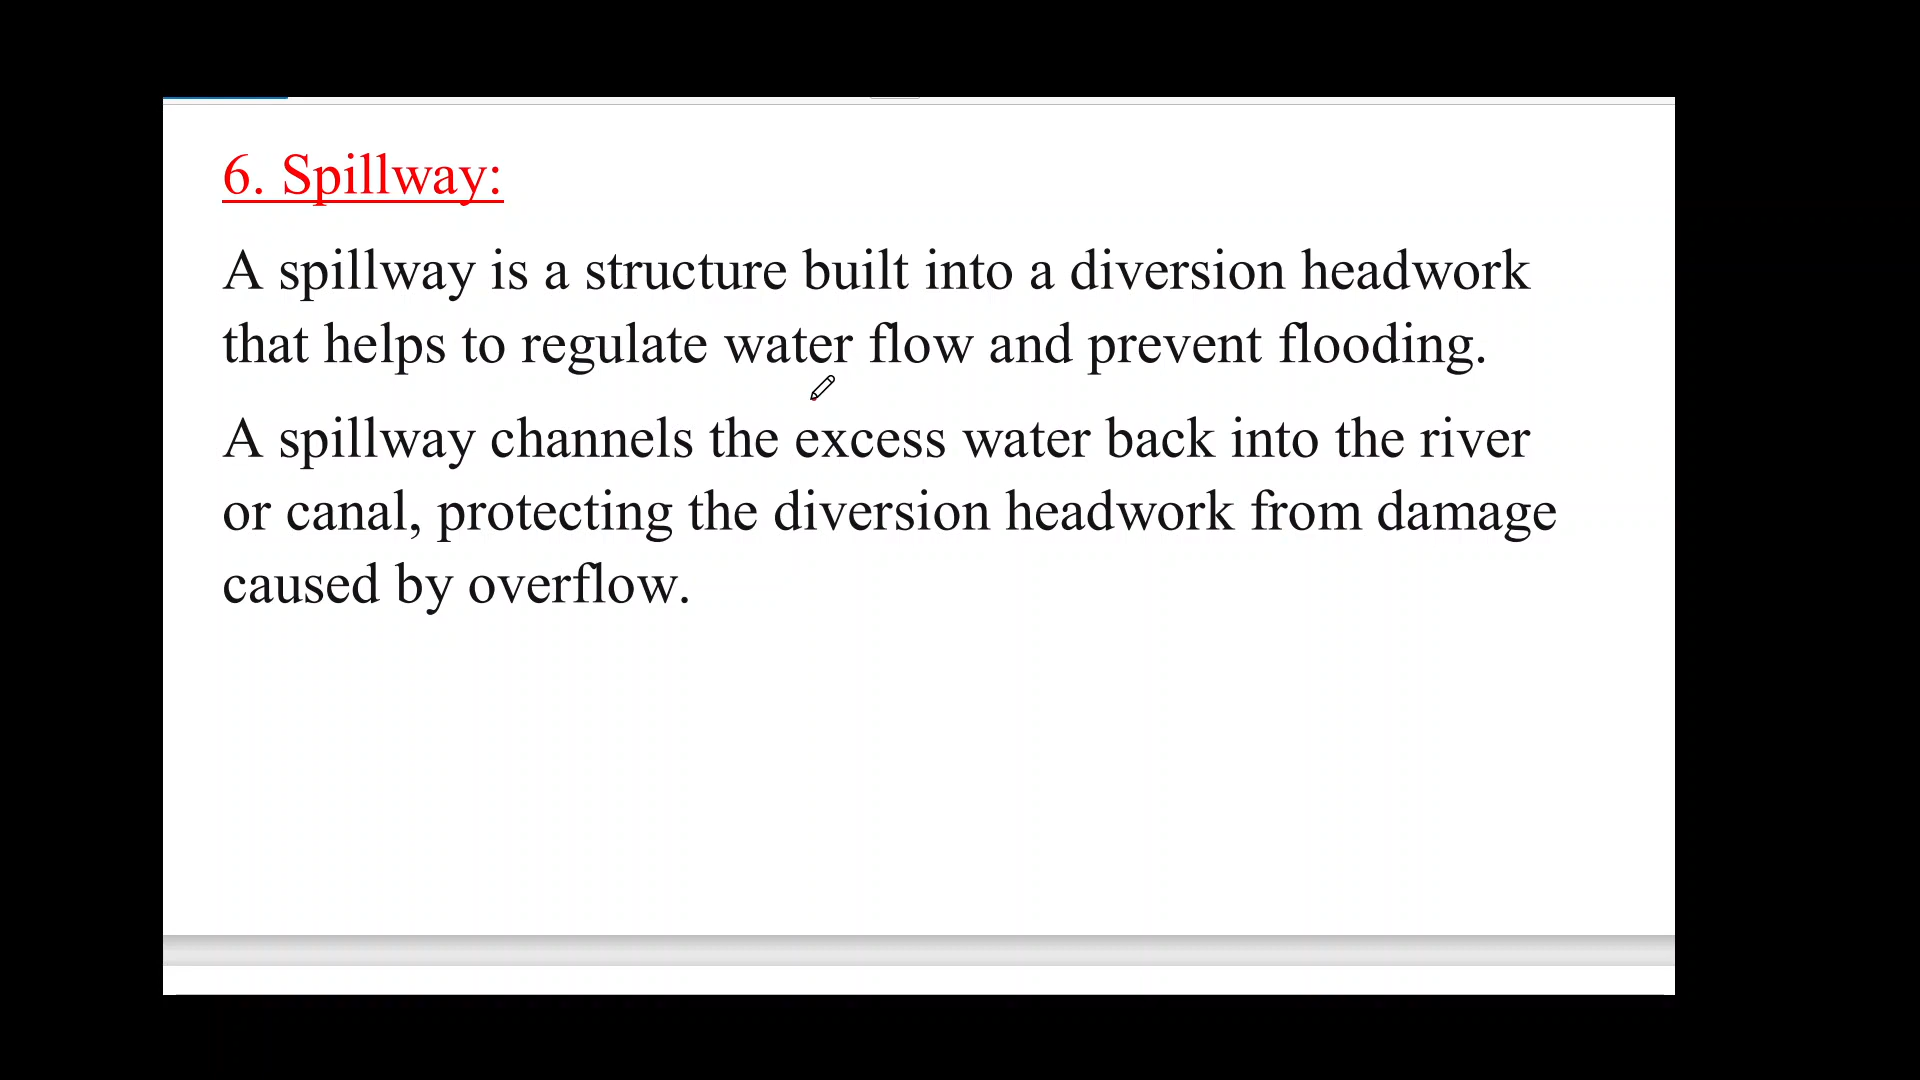 6. Spillway:
A spillway is a structure built into a diversion headwork
that helps to regulate water flow and prevent flooding.
A spillway channels the excess water back into the river
or canal, protecting the diversion headwork from damage
caused by overflow.